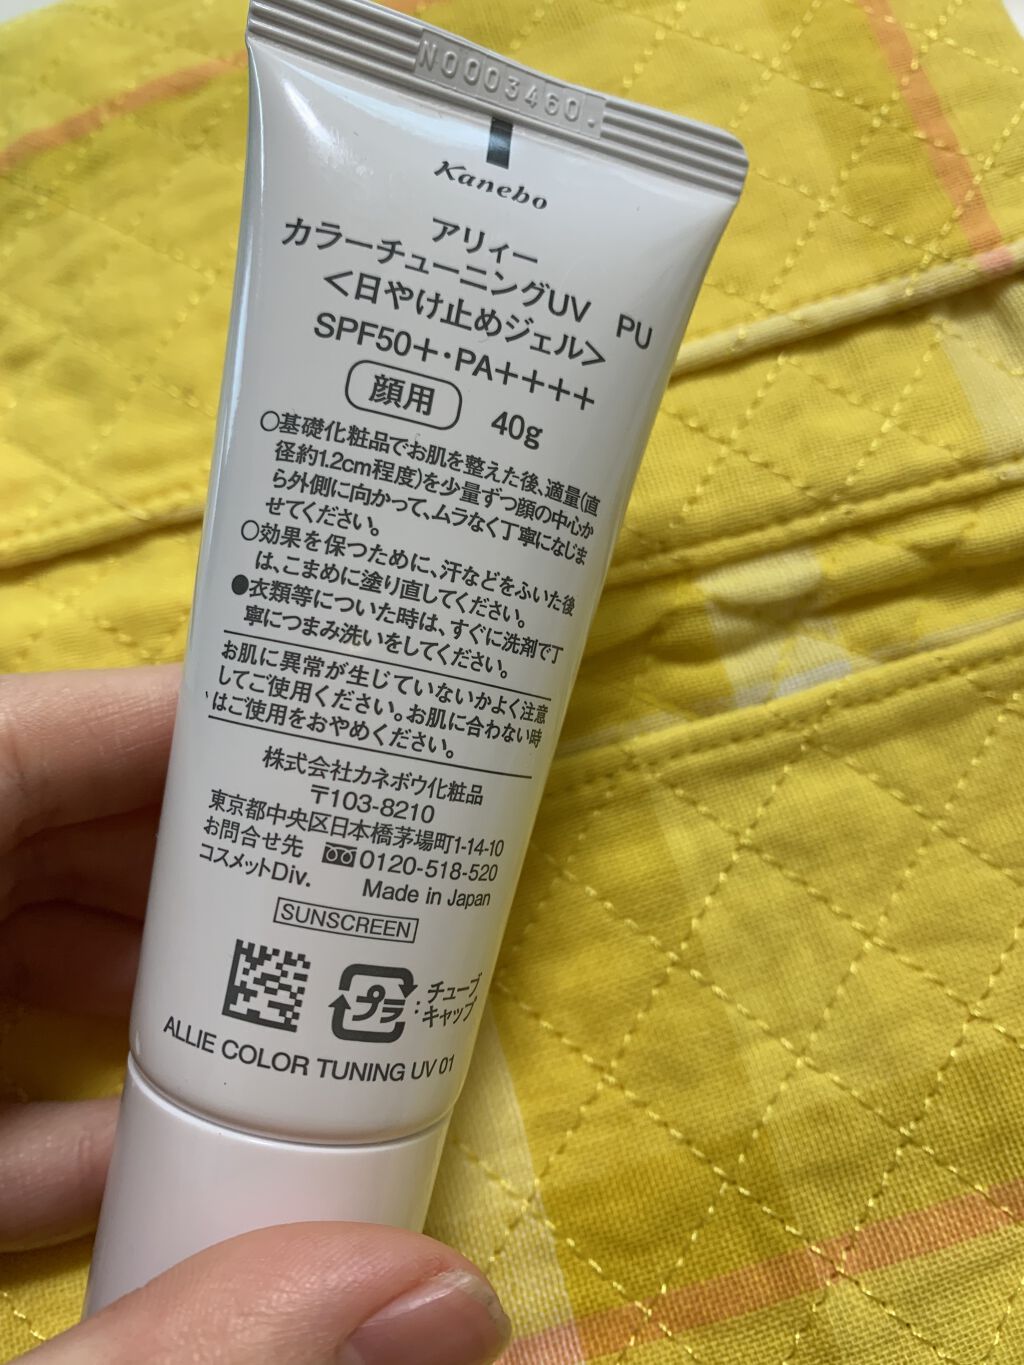 N0003460.
Kanebo
アリィー
カラーチューニングUV PU
<日やけ止めジェル>
SPF50+・PA++++
顔用 40g
○基礎化粧品でお肌を整えた後、適量(直
径約1.2cm程度)を少量ずつ顔の中心か
ら外側に向かって、ムラなく丁寧になじま
せてください。
○効果を保つために、汗などをふいた後
は、こまめに塗り直してください。
●衣類等についた時は、すぐに洗剤で丁
寧につまみ洗いをしてください。
お肌に異常が生じていないかよく注意
してご使用ください。お肌に合わない時
はご使用をおやめください。
株式会社カネボウ化粧品
〒103-8210
東京都中央区日本橋茅場町1-14-10
お問合せ先 0120-518-520
コスメットDiv. Made in Japan
SUNSCREEN
プラ :チューブ
キャップ
ALLIE COLOR TUNING UV 01